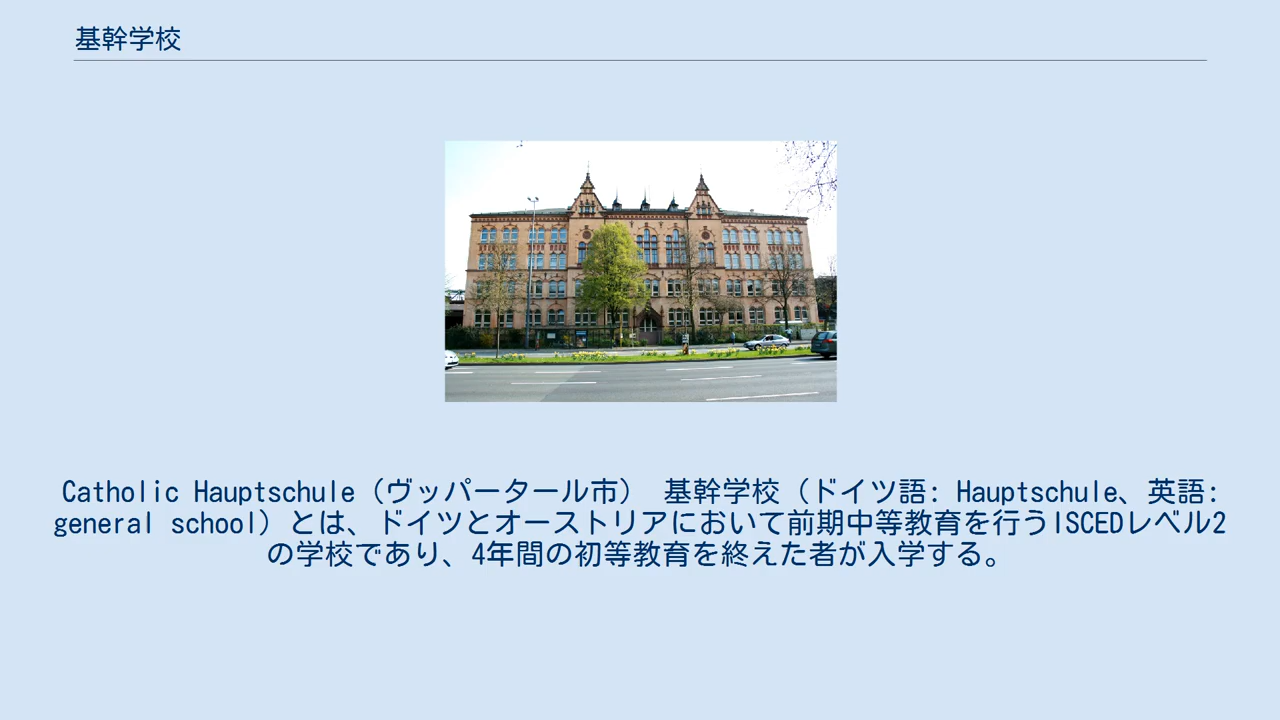 基幹学校
Catholic Hauptschule（ヴッパータール市） 基幹学校（ドイツ語: Hauptschule、英語:
general school）とは、ドイツとオーストリアにおいて前期中等教育を行うISCEDレベル2
の学校であり、4年間の初等教育を終えた者が入学する。